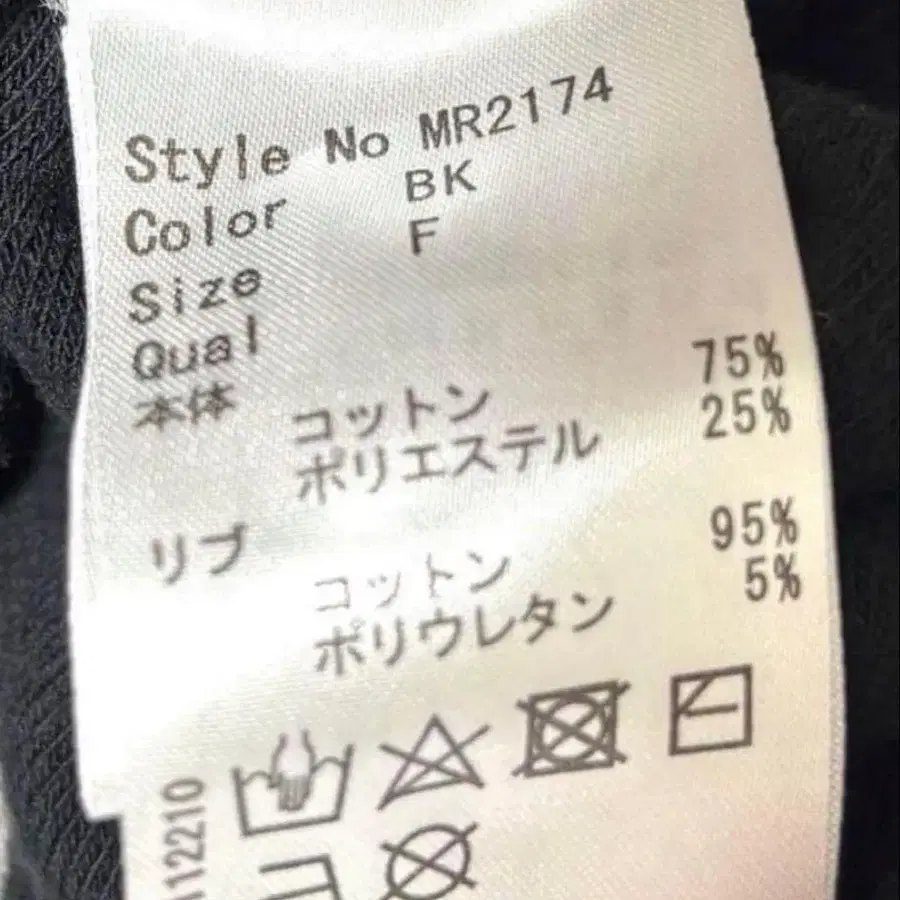 Style No MR2174
Color BK
Size F
Qual
本体
コットン 75%
ポリエステル 25%
リブ
コットン 95%
ポリウレタン 5%
112210